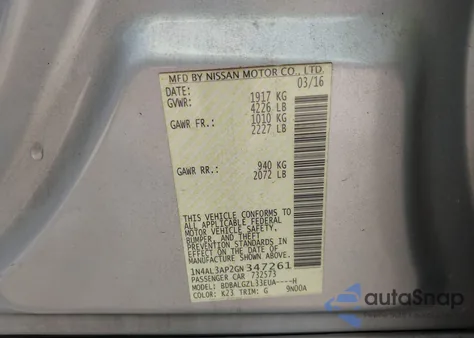 MFD BY NISSAN MOTOR CO., LTD.
DATE: 03/16
GVWR: 1917 KG
4226 LB
GAWR FR.: 1010 KG
2227 LB
GAWR RR.: 940 KG
2072 LB
THIS VEHICLE CONFORMS TO
ALL APPLICABLE FEDERAL
MOTOR VEHICLE SAFETY,
BUMPER, AND THEFT
PREVENTION STANDARDS IN
EFFECT ON THE DATE OF
MANUFACTURE SHOWN ABOVE.
1N4AL3AP2GN347261
PASSENGER CAR 732573
MODEL: BDBALGZL33EUA----H
COLOR: K23 TRIM: G 9N00A
autoSnap